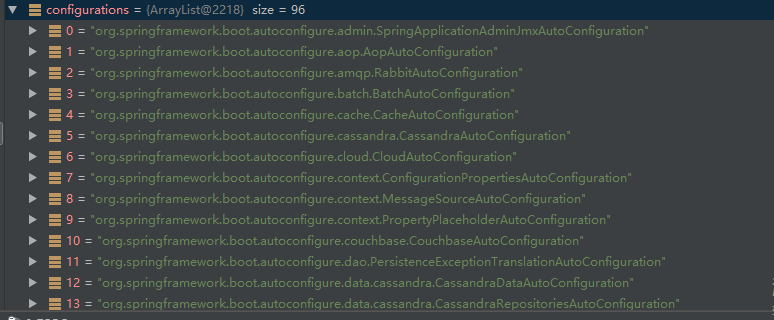 configurations = {ArrayList@2218} size = 96
0 = "org.springframework.boot.autoconfigure.admin.SpringApplicationAdminJmxAutoConfiguration"
1 = "org.springframework.boot.autoconfigure.aop.AopAutoConfiguration"
2 = "org.springframework.boot.autoconfigure.amqp.RabbitAutoConfiguration"
3 = "org.springframework.boot.autoconfigure.batch.BatchAutoConfiguration"
4 = "org.springframework.boot.autoconfigure.cache.CacheAutoConfiguration"
5 = "org.springframework.boot.autoconfigure.cassandra.CassandraAutoConfiguration"
6 = "org.springframework.boot.autoconfigure.cloud.CloudAutoConfiguration"
7 = "org.springframework.boot.autoconfigure.context.ConfigurationPropertiesAutoConfiguration"
8 = "org.springframework.boot.autoconfigure.context.MessageSourceAutoConfiguration"
9 = "org.springframework.boot.autoconfigure.context.PropertyPlaceholderAutoConfiguration"
10 = "org.springframework.boot.autoconfigure.couchbase.CouchbaseAutoConfiguration"
11 = "org.springframework.boot.autoconfigure.dao.PersistenceExceptionTranslationAutoConfiguration"
12 = "org.springframework.boot.autoconfigure.data.cassandra.CassandraDataAutoConfiguration"
13 = "org.springframework.boot.autoconfigure.data.cassandra.CassandraRepositoriesAutoConfiguration"